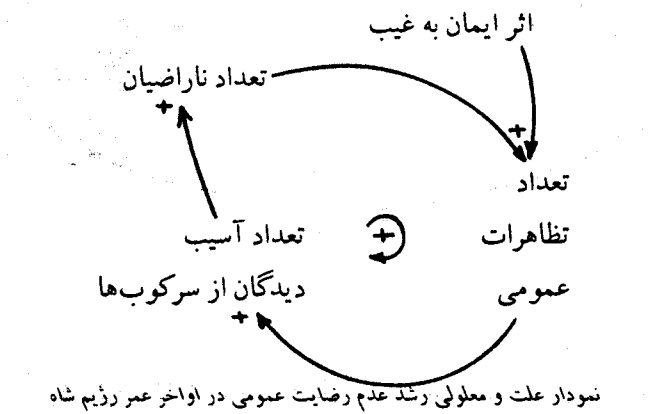 اثر ایمان به غیب
تعداد ناراضیان
+
+
تعداد
تظاهرات
عمومی
+
تعداد آسیب
دیدگان از سرکوب‌ها
+
نمودار علت و معلولی رشد عدم رضایت عمومی در اواخر عمر رژیم شاه